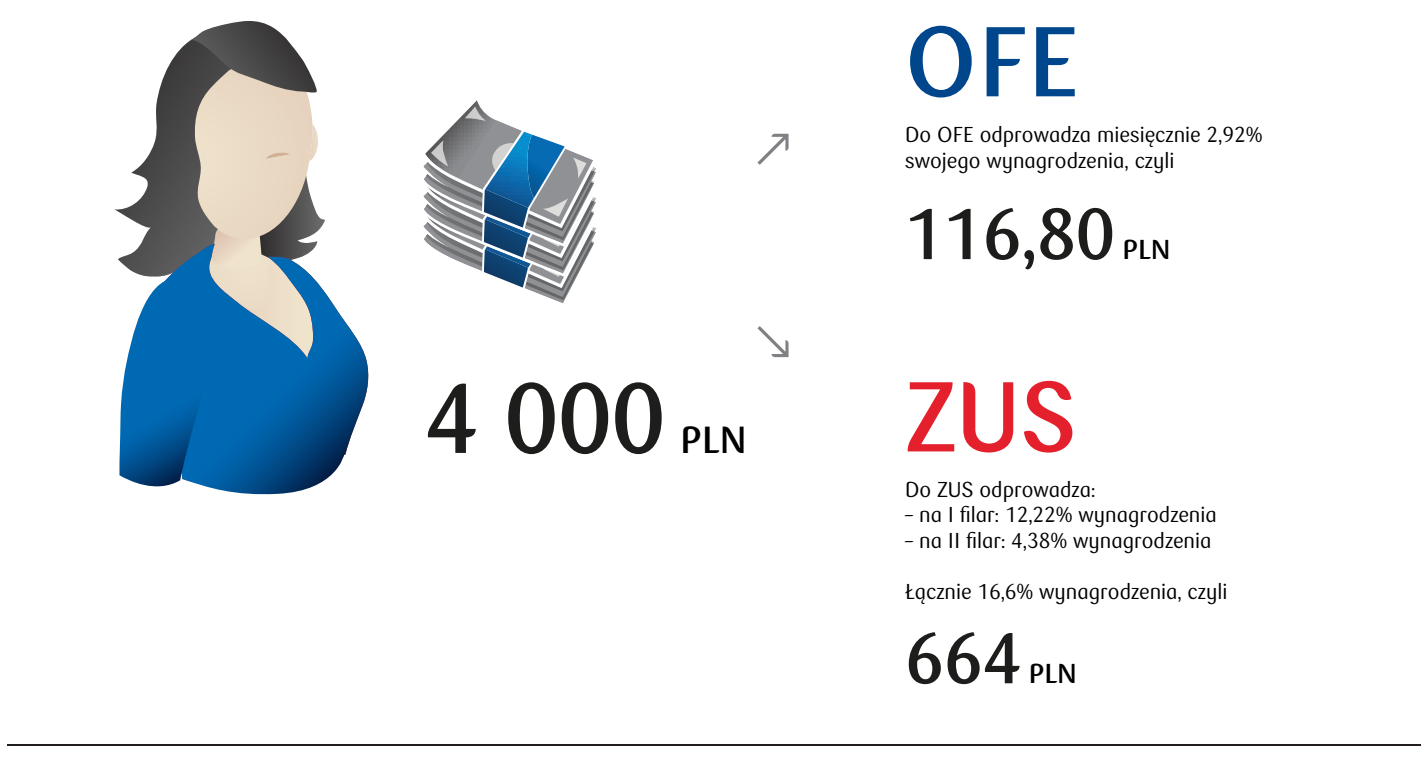 OFE
Do OFE odprowadza miesięcznie 2,92%
swojego wynagrodzenia, czyli
116,80 PLN
4 000 PLN
ZUS
Do ZUS odprowadza:
– na I filar: 12,22% wynagrodzenia
– na II filar: 4,38% wynagrodzenia
Łącznie 16,6% wynagrodzenia, czyli
664 PLN